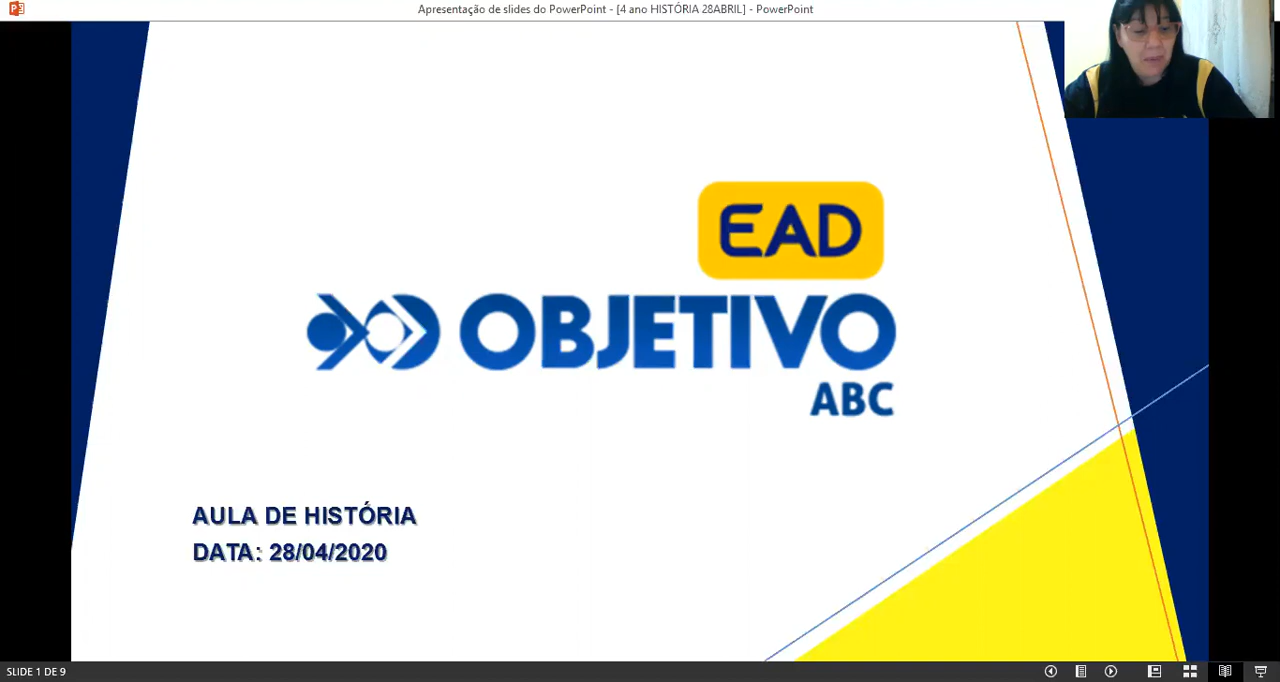 Apresentação de slides do PowerPoint - [4 ano HISTÓRIA 28ABRIL] - PowerPoint
EAD
OBJETIVO
ABC
AULA DE HISTÓRIA
DATA: 28/04/2020
SLIDE 1 DE 9